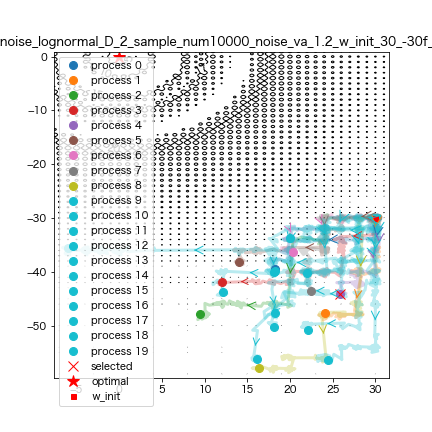 noise_lognormal_D_2_sample_num10000_noise_va_1.2_w_init_30_-30f_
0
−10
−20
−30
−40
−50
5
10
15
20
25
30
process 0
process 1
process 2
process 3
process 4
process 5
process 6
process 7
process 8
process 9
process 10
process 11
process 12
process 13
process 14
process 15
process 16
process 17
process 18
process 19
selected
optimal
w_init